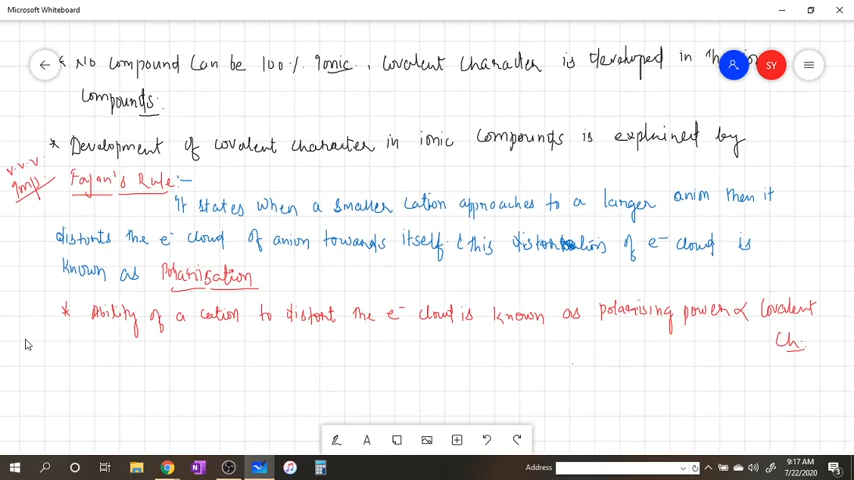 Microsoft Whiteboard
* No compound can be 100% Ionic, covalent character is developed in the ion
compounds.
SY
* Development of covalent character in ionic compounds is explained by
v.v.v.
Imp
Fajan's Rule:-
It states when a smaller cation approaches to a larger anion then it
distorts the e- cloud of anion towards itself & this distortion of e- cloud is
known as Polarisation
* Ability of a cation to distort the e- cloud is known as polarising power ∝ Covalent
Ch.
Address
9:17 AM
7/22/2020
3